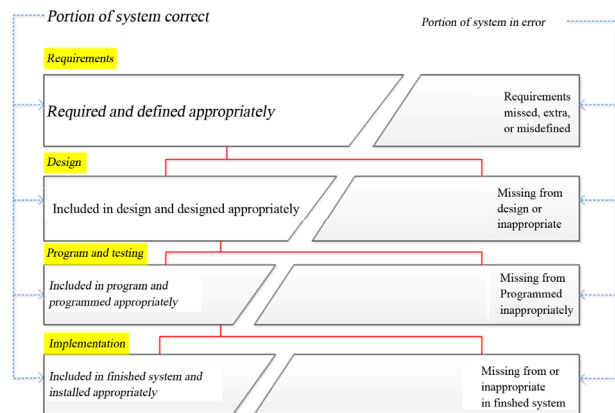 Portion of system correct
Portion of system in error
Requirements
Required and defined appropriately
Requirements
missed, extra,
or misdefined
Design
Included in design and designed appropriately
Missing from
design or
inappropriate
Program and testing
Included in program and
programmed appropriately
Missing from
Programmed
inappropriately
Implementation
Included in finished system and
installed appropriately
Missing from or
inappropriate
in finshed system